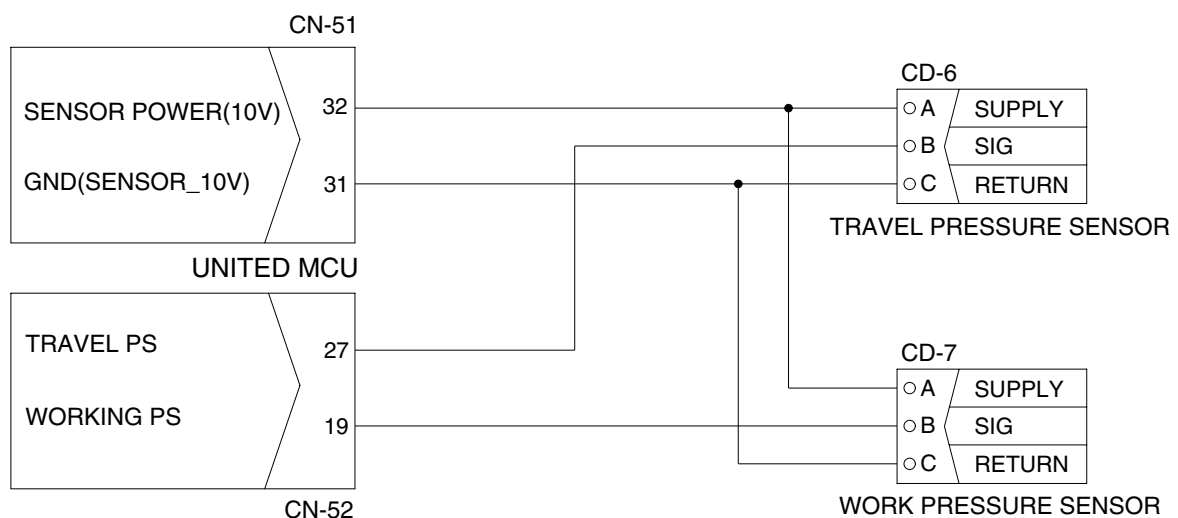 CN-51
SENSOR POWER(10V)
32
GND(SENSOR_10V)
31
UNITED MCU
TRAVEL PS
27
WORKING PS
19
CN-52
CD-6
A SUPPLY
B SIG
C RETURN
TRAVEL PRESSURE SENSOR
CD-7
A SUPPLY
B SIG
C RETURN
WORK PRESSURE SENSOR